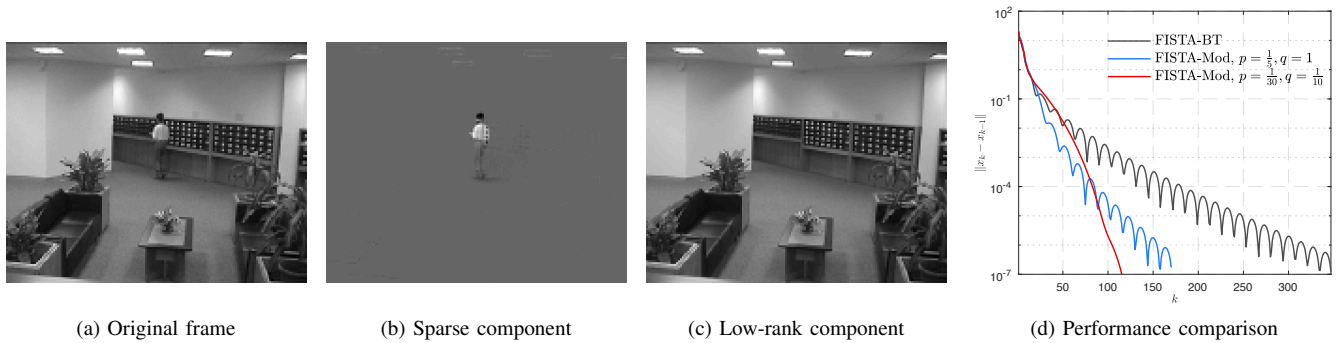 FISTA-BT
FISTA-Mod, p = 1/5, q = 1
FISTA-Mod, p = 1/30, q = 1/10
10^2
10^-1
10^-4
10^-7
‖x_k − x_{k−1}‖
50 100 150 200 250 300
k
(a) Original frame
(b) Sparse component
(c) Low-rank component
(d) Performance comparison